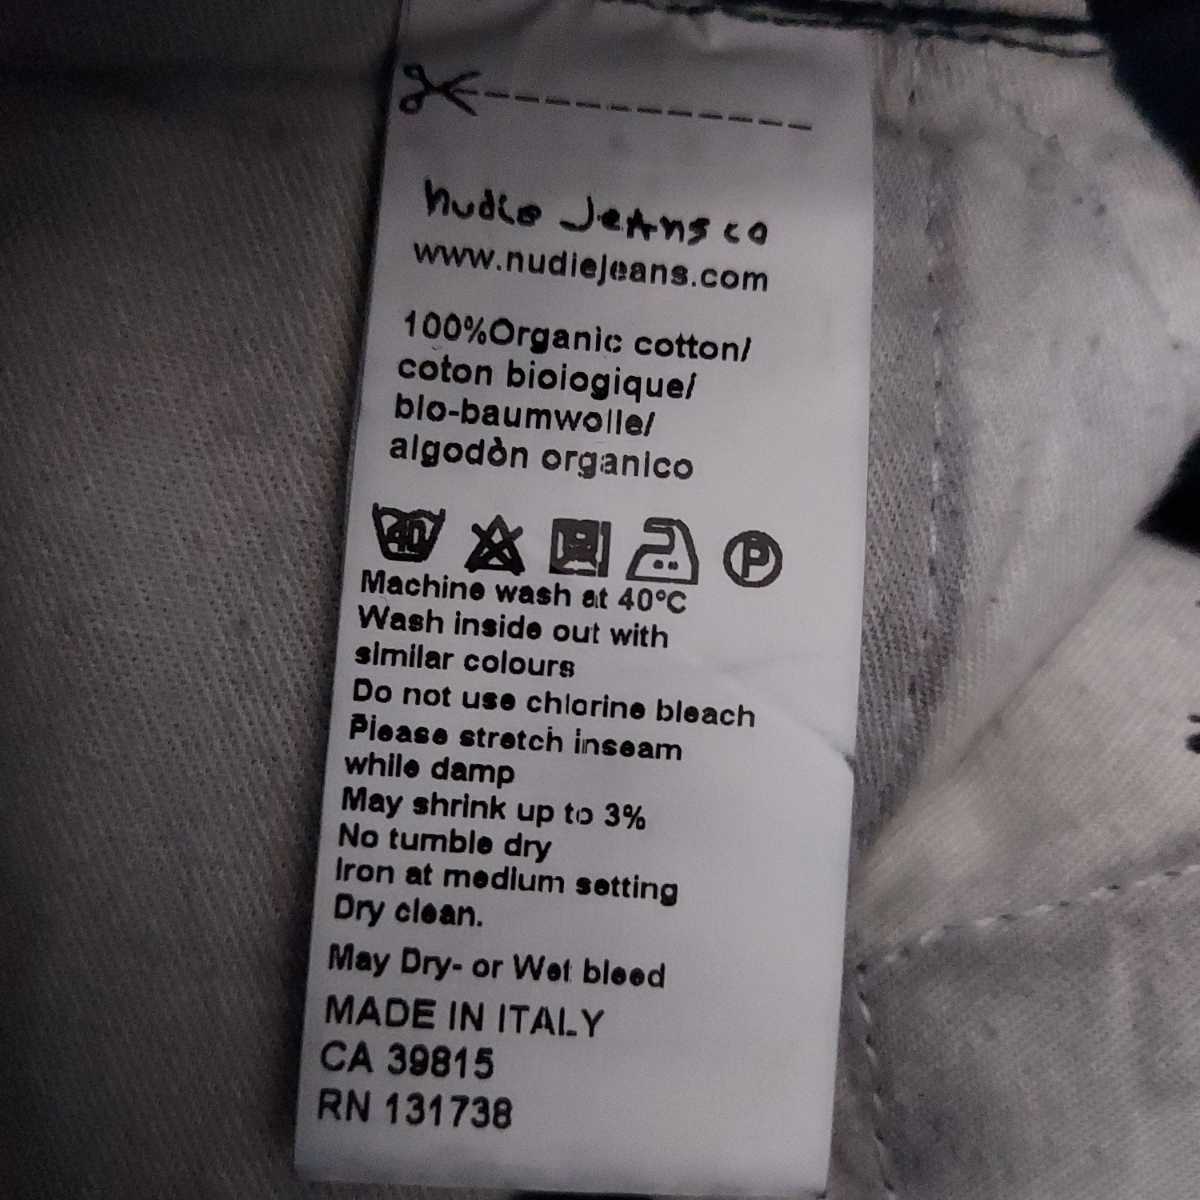 nudie Jeans co
www.nudiejeans.com
100%Organic cotton/
coton biologique/
bio-baumwolle/
algodòn organico
40
P
Machine wash at 40°C
Wash inside out with
similar colours
Do not use chlorine bleach
Please stretch inseam
while damp
May shrink up to 3%
No tumble dry
Iron at medium setting
Dry clean.
May Dry- or Wet bleed
MADE IN ITALY
CA 39815
RN 131738